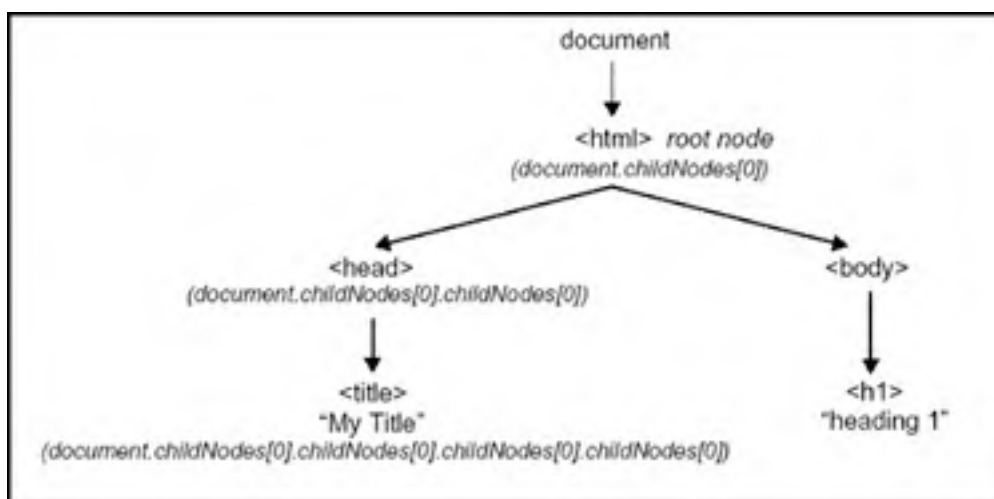 document
<html> root node
(document.childNodes[0])
<head>
<body>
(document.childNodes[0].childNodes[0])
<title>
<h1>
"My Title"
"heading 1"
(document.childNodes[0].childNodes[0].childNodes[0].childNodes[0])